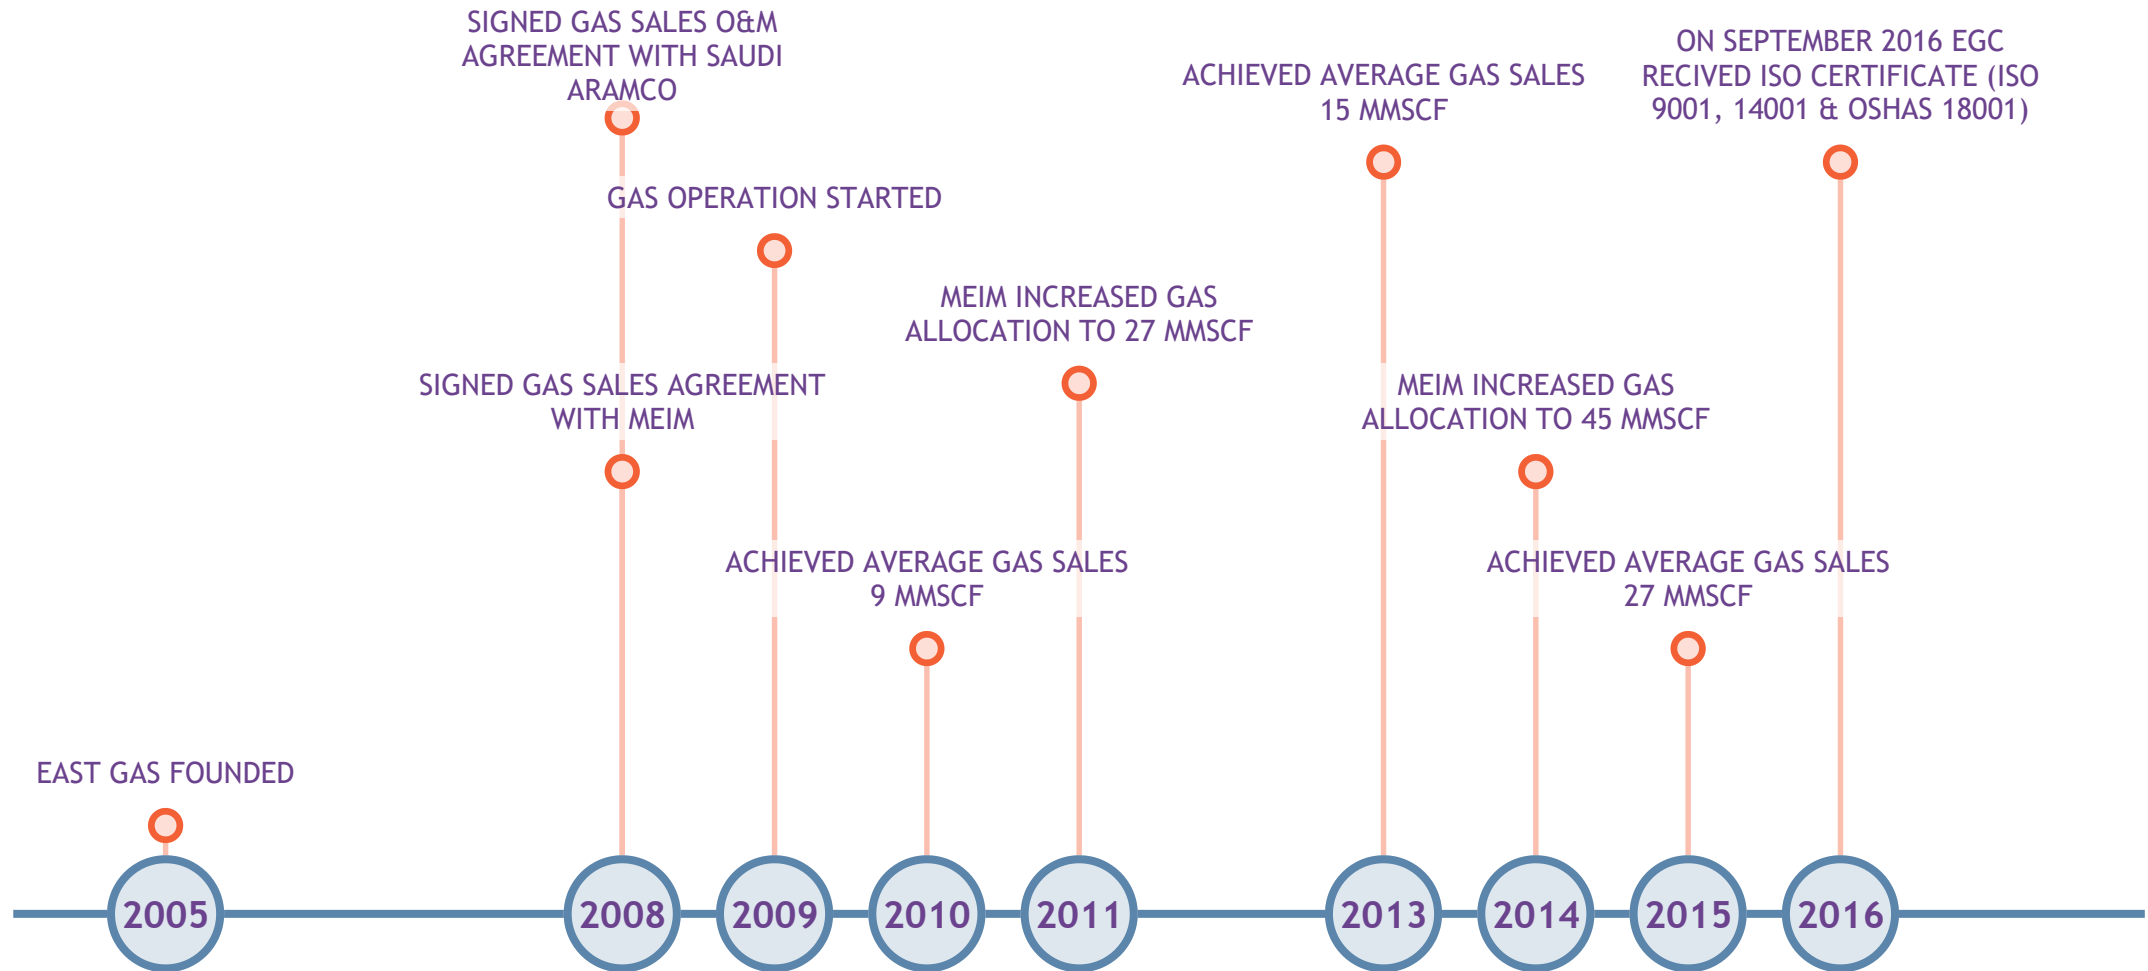 SIGNED GAS SALES O&M
AGREEMENT WITH SAUDI
ARAMCO
ON SEPTEMBER 2016 EGC
RECIVED ISO CERTIFICATE (ISO
9001, 14001 & OSHAS 18001)
ACHIEVED AVERAGE GAS SALES
15 MMSCF
GAS OPERATION STARTED
MEIM INCREASED GAS
ALLOCATION TO 27 MMSCF
SIGNED GAS SALES AGREEMENT
WITH MEIM
MEIM INCREASED GAS
ALLOCATION TO 45 MMSCF
ACHIEVED AVERAGE GAS SALES
9 MMSCF
ACHIEVED AVERAGE GAS SALES
27 MMSCF
EAST GAS FOUNDED
2005
2008
2009
2010
2011
2013
2014
2015
2016